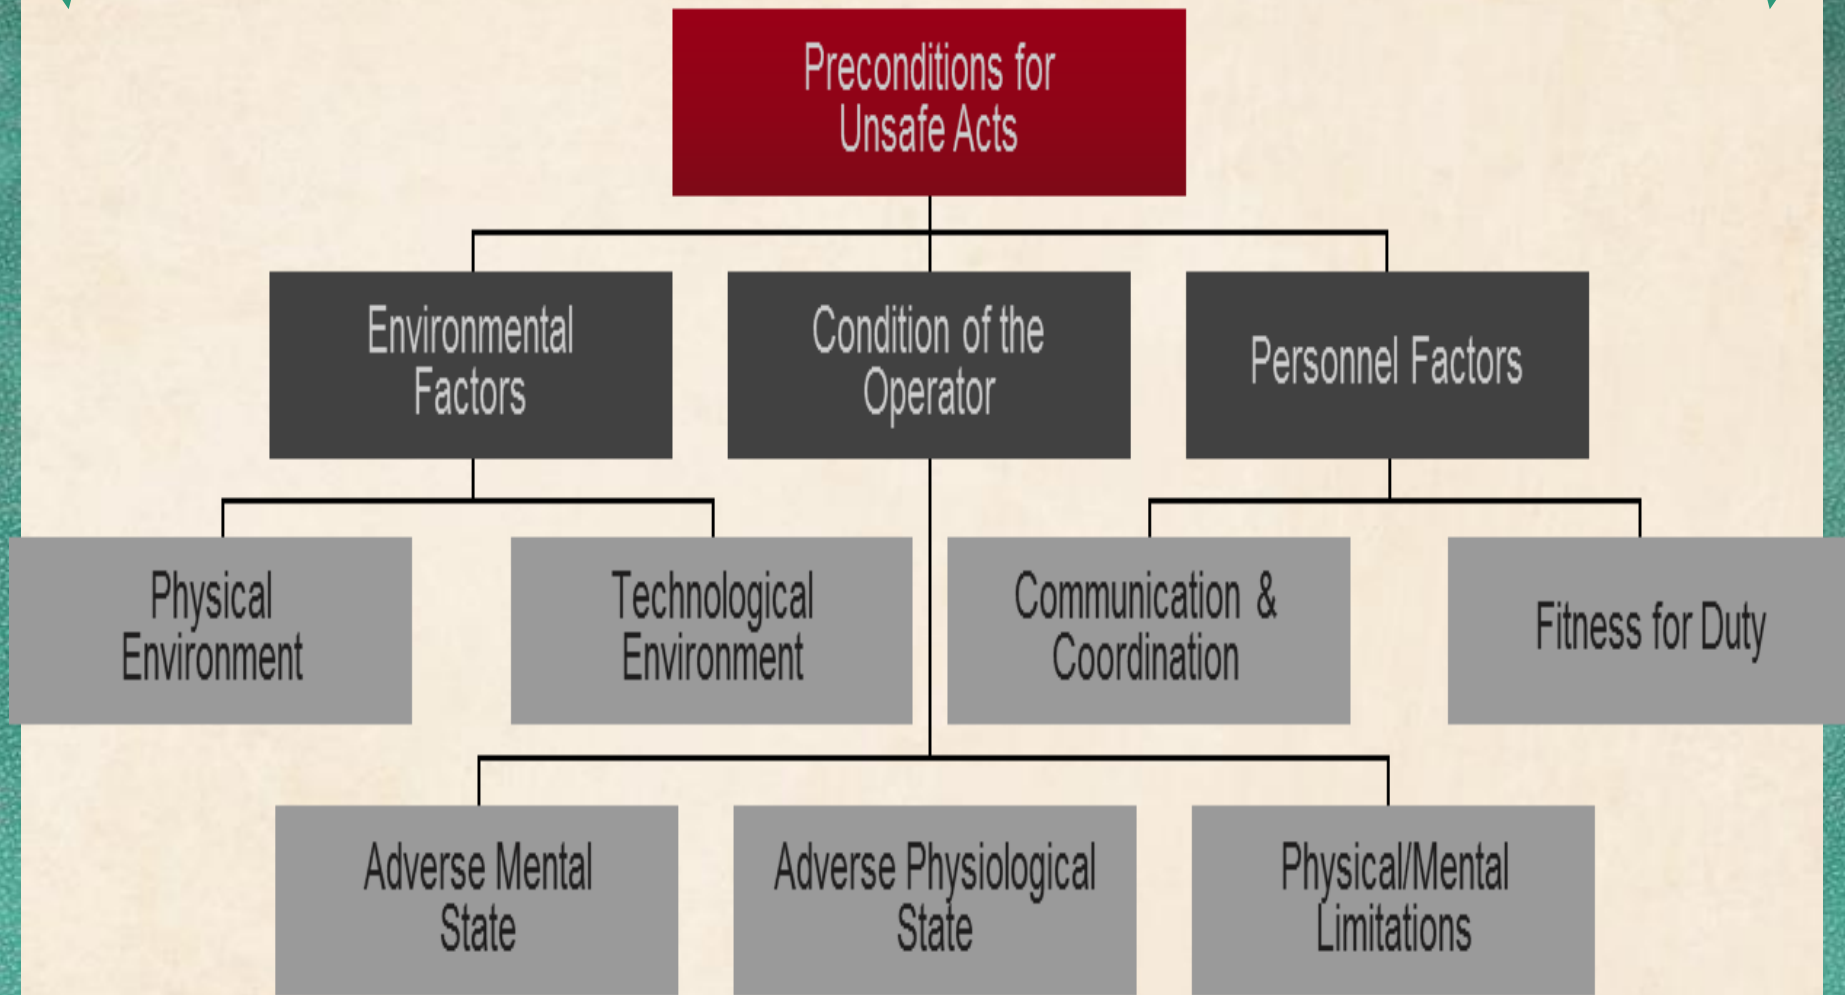 Preconditions for
Unsafe Acts
Environmental
Factors
Condition of the
Operator
Personnel Factors
Physical
Environment
Technological
Environment
Communication &
Coordination
Fitness for Duty
Adverse Mental
State
Adverse Physiological
State
Physical/Mental
Limitations